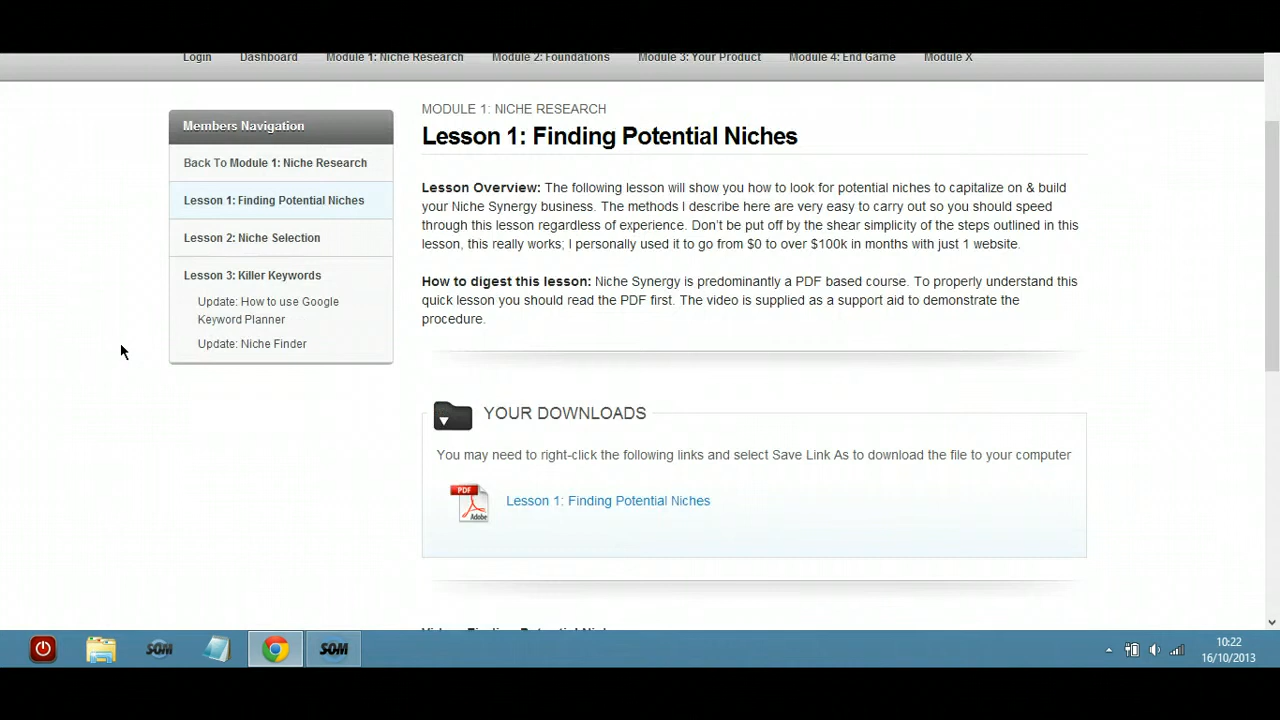 Login Dashboard Module 1: Niche Research Module 2: Foundations Module 3: Your Product Module 4: End Game Module X
Members Navigation
Back To Module 1: Niche Research
Lesson 1: Finding Potential Niches
Lesson 2: Niche Selection
Lesson 3: Killer Keywords
Update: How to use Google
Keyword Planner
Update: Niche Finder
MODULE 1: NICHE RESEARCH
Lesson 1: Finding Potential Niches
Lesson Overview: The following lesson will show you how to look for potential niches to capitalize on & build
your Niche Synergy business. The methods I describe here are very easy to carry out so you should speed
through this lesson regardless of experience. Don't be put off by the shear simplicity of the steps outlined in this
lesson, this really works; I personally used it to go from $0 to over $100k in months with just 1 website.
How to digest this lesson: Niche Synergy is predominantly a PDF based course. To properly understand this
quick lesson you should read the PDF first. The video is supplied as a support aid to demonstrate the
procedure.
YOUR DOWNLOADS
You may need to right-click the following links and select Save Link As to download the file to your computer
PDF
Adobe
Lesson 1: Finding Potential Niches
SOM
SOM
10:22
16/10/2013